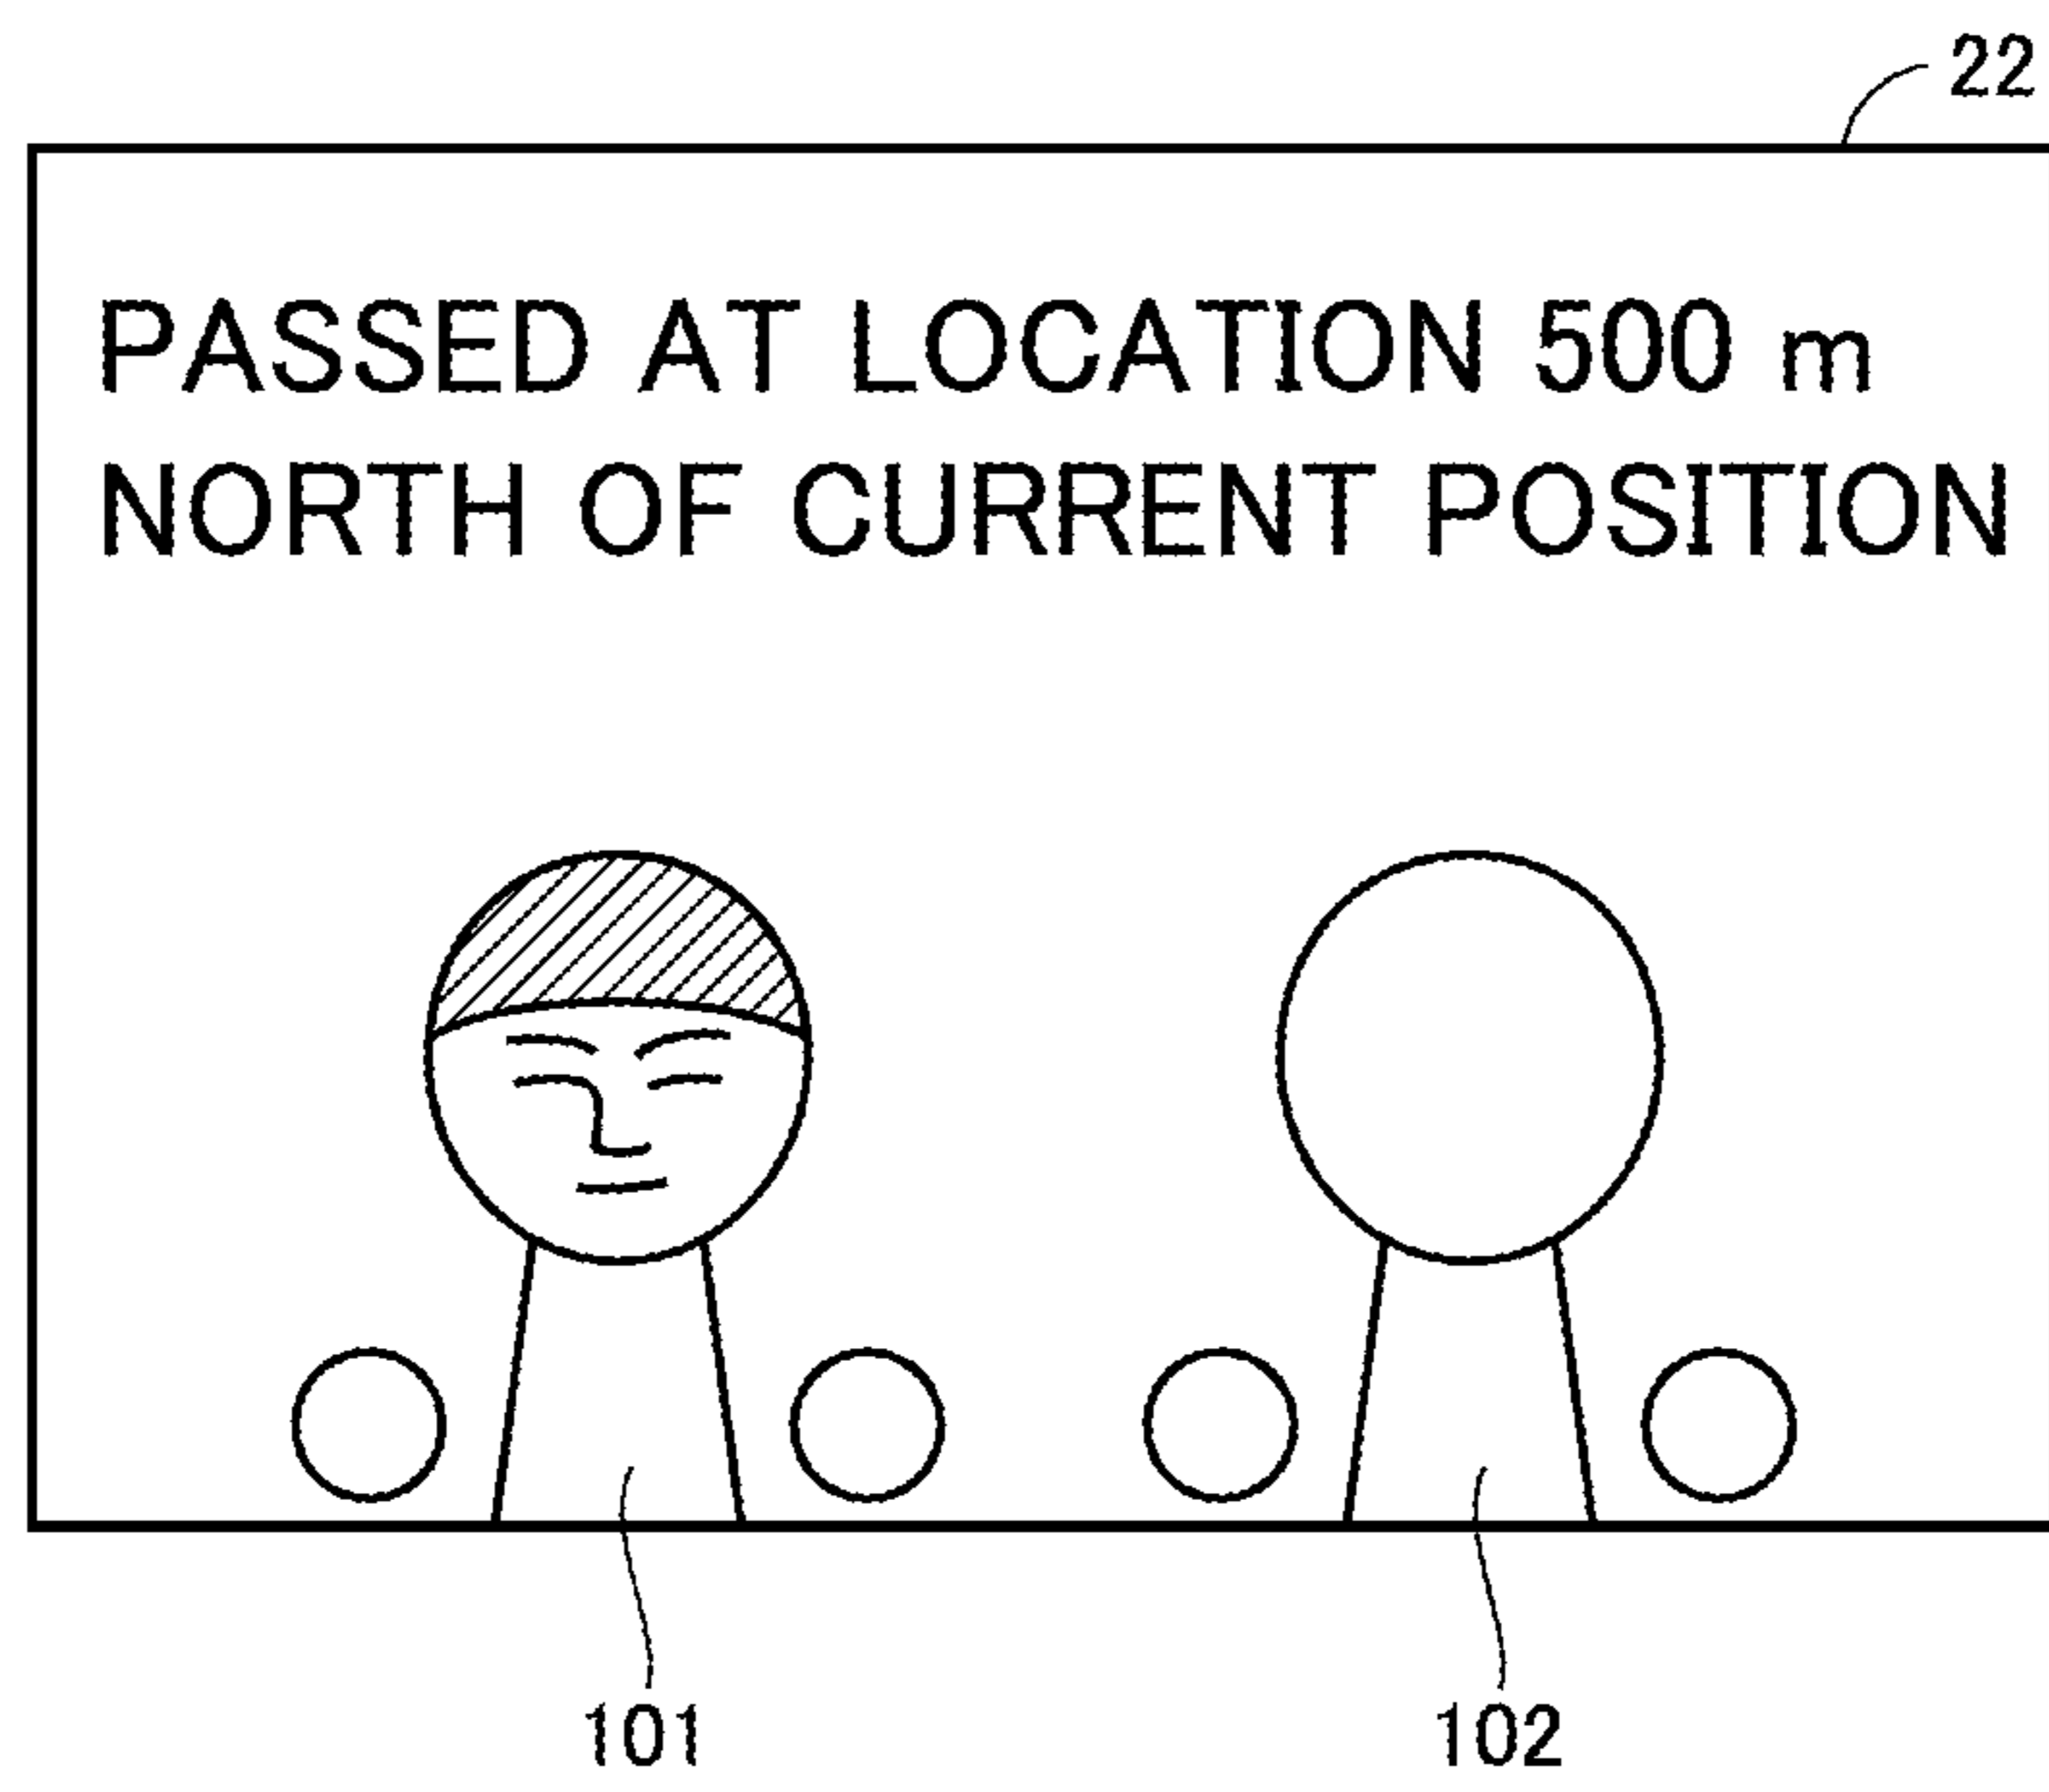 22
PASSED AT LOCATION 500 m
NORTH OF CURRENT POSITION
101
102